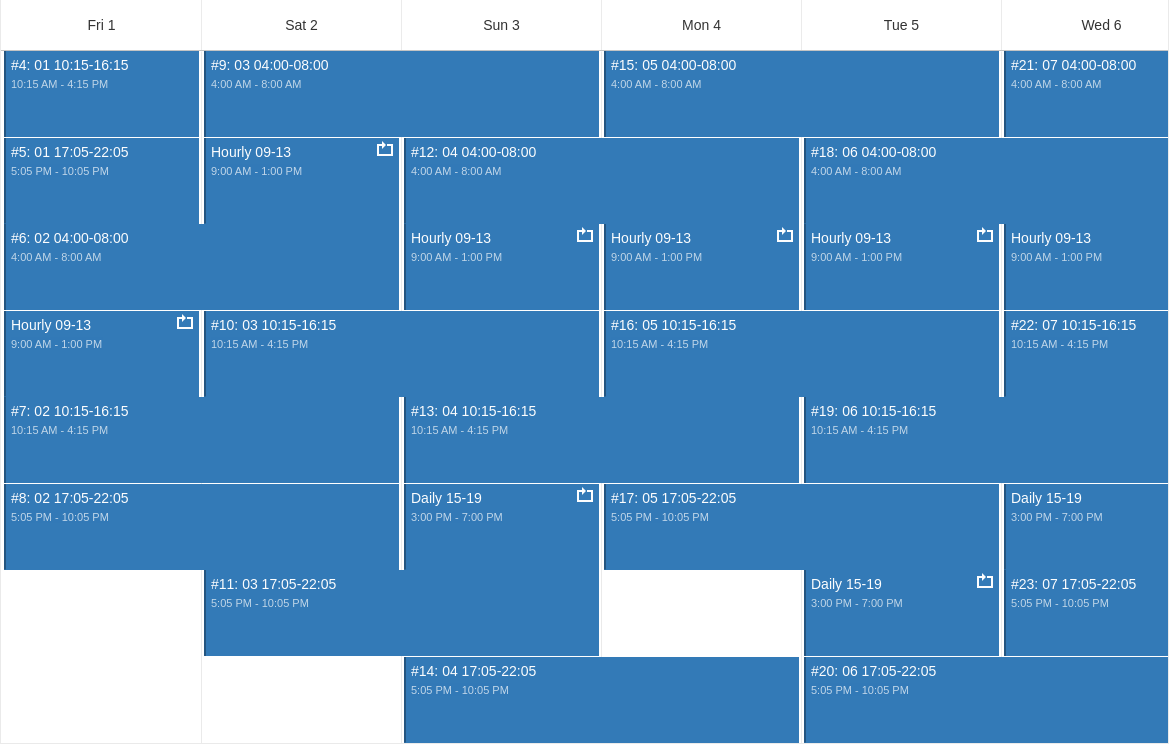 Fri 1
Sat 2
Sun 3
Mon 4
Tue 5
Wed 6
#4: 01 10:15-16:15
10:15 AM - 4:15 PM
#9: 03 04:00-08:00
4:00 AM - 8:00 AM
#15: 05 04:00-08:00
4:00 AM - 8:00 AM
#21: 07 04:00-08:00
4:00 AM - 8:00 AM
#5: 01 17:05-22:05
5:05 PM - 10:05 PM
Hourly 09-13
9:00 AM - 1:00 PM
#12: 04 04:00-08:00
4:00 AM - 8:00 AM
#18: 06 04:00-08:00
4:00 AM - 8:00 AM
#6: 02 04:00-08:00
4:00 AM - 8:00 AM
Hourly 09-13
9:00 AM - 1:00 PM
Hourly 09-13
9:00 AM - 1:00 PM
Hourly 09-13
9:00 AM - 1:00 PM
Hourly 09-13
9:00 AM - 1:00 PM
Hourly 09-13
9:00 AM - 1:00 PM
#10: 03 10:15-16:15
10:15 AM - 4:15 PM
#16: 05 10:15-16:15
10:15 AM - 4:15 PM
#22: 07 10:15-16:15
10:15 AM - 4:15 PM
#7: 02 10:15-16:15
10:15 AM - 4:15 PM
#13: 04 10:15-16:15
10:15 AM - 4:15 PM
#19: 06 10:15-16:15
10:15 AM - 4:15 PM
#8: 02 17:05-22:05
5:05 PM - 10:05 PM
Daily 15-19
3:00 PM - 7:00 PM
#17: 05 17:05-22:05
5:05 PM - 10:05 PM
Daily 15-19
3:00 PM - 7:00 PM
#11: 03 17:05-22:05
5:05 PM - 10:05 PM
Daily 15-19
3:00 PM - 7:00 PM
#23: 07 17:05-22:05
5:05 PM - 10:05 PM
#14: 04 17:05-22:05
5:05 PM - 10:05 PM
#20: 06 17:05-22:05
5:05 PM - 10:05 PM